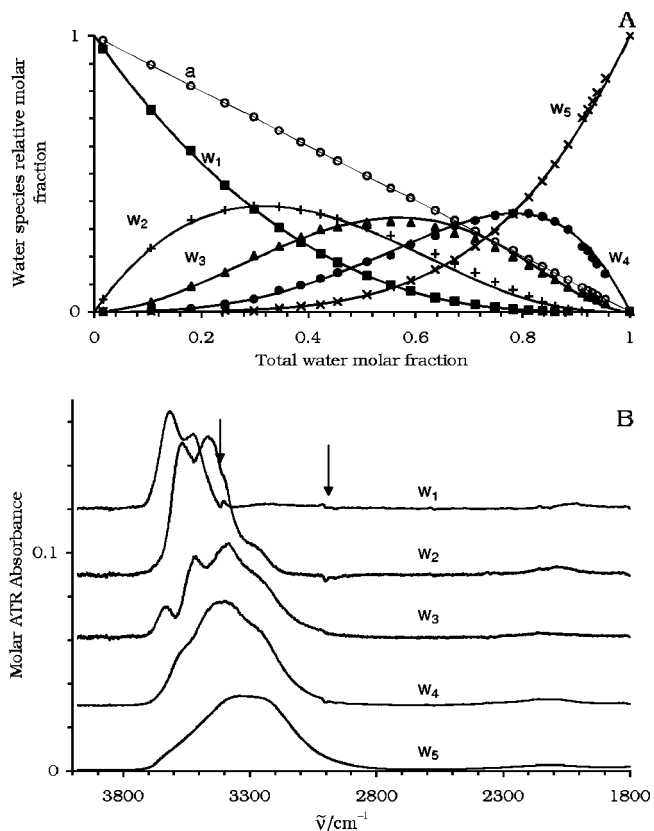 A
1
a
w5
w1
w2
w3
w4
0
0
0.2
0.4
0.6
0.8
1
Water species relative molar
fraction
Total water molar fraction
B
w1
0.1
w2
w3
w4
w5
0
Molar ATR Absorbance
3800
3300
2800
2300
1800
ṽ/cm⁻¹